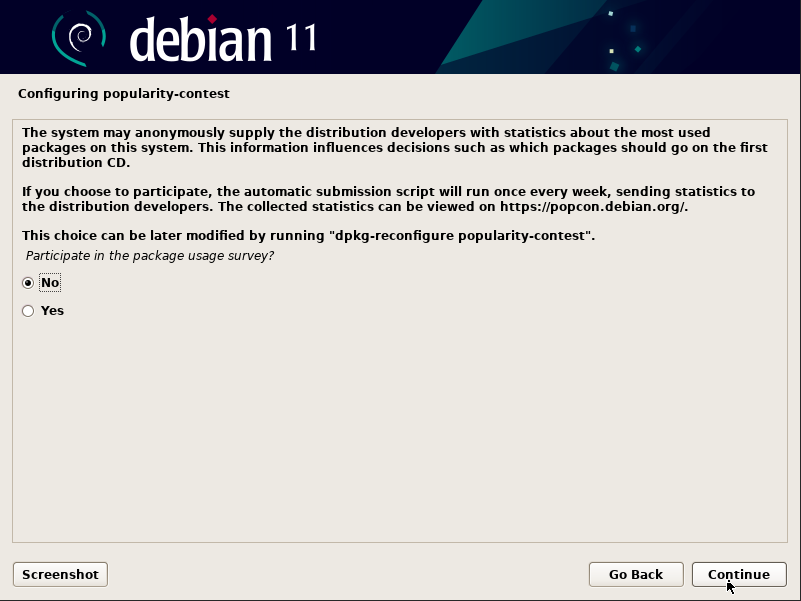 debian 11
Configuring popularity-contest
The system may anonymously supply the distribution developers with statistics about the most used
packages on this system. This information influences decisions such as which packages should go on the first
distribution CD.
If you choose to participate, the automatic submission script will run once every week, sending statistics to
the distribution developers. The collected statistics can be viewed on https://popcon.debian.org/.
This choice can be later modified by running "dpkg-reconfigure popularity-contest".
Participate in the package usage survey?
No
Yes
Screenshot
Go Back
Continue